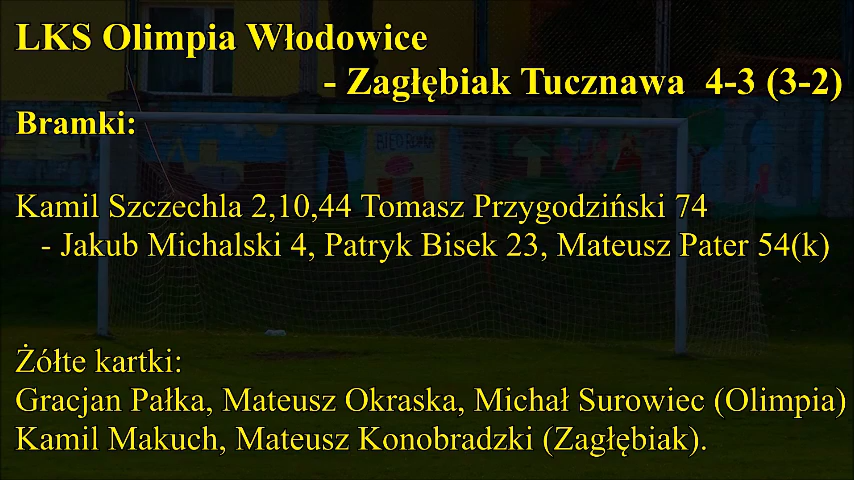 LKS Olimpia Włodowice
- Zagłębiak Tucznawa 4-3 (3-2)
Bramki:
Kamil Szczechla 2,10,44 Tomasz Przygodziński 74
- Jakub Michalski 4, Patryk Bisek 23, Mateusz Pater 54(k)
Żółte kartki:
Gracjan Pałka, Mateusz Okraska, Michał Surowiec (Olimpia)
Kamil Makuch, Mateusz Konobradzki (Zagłębiak).